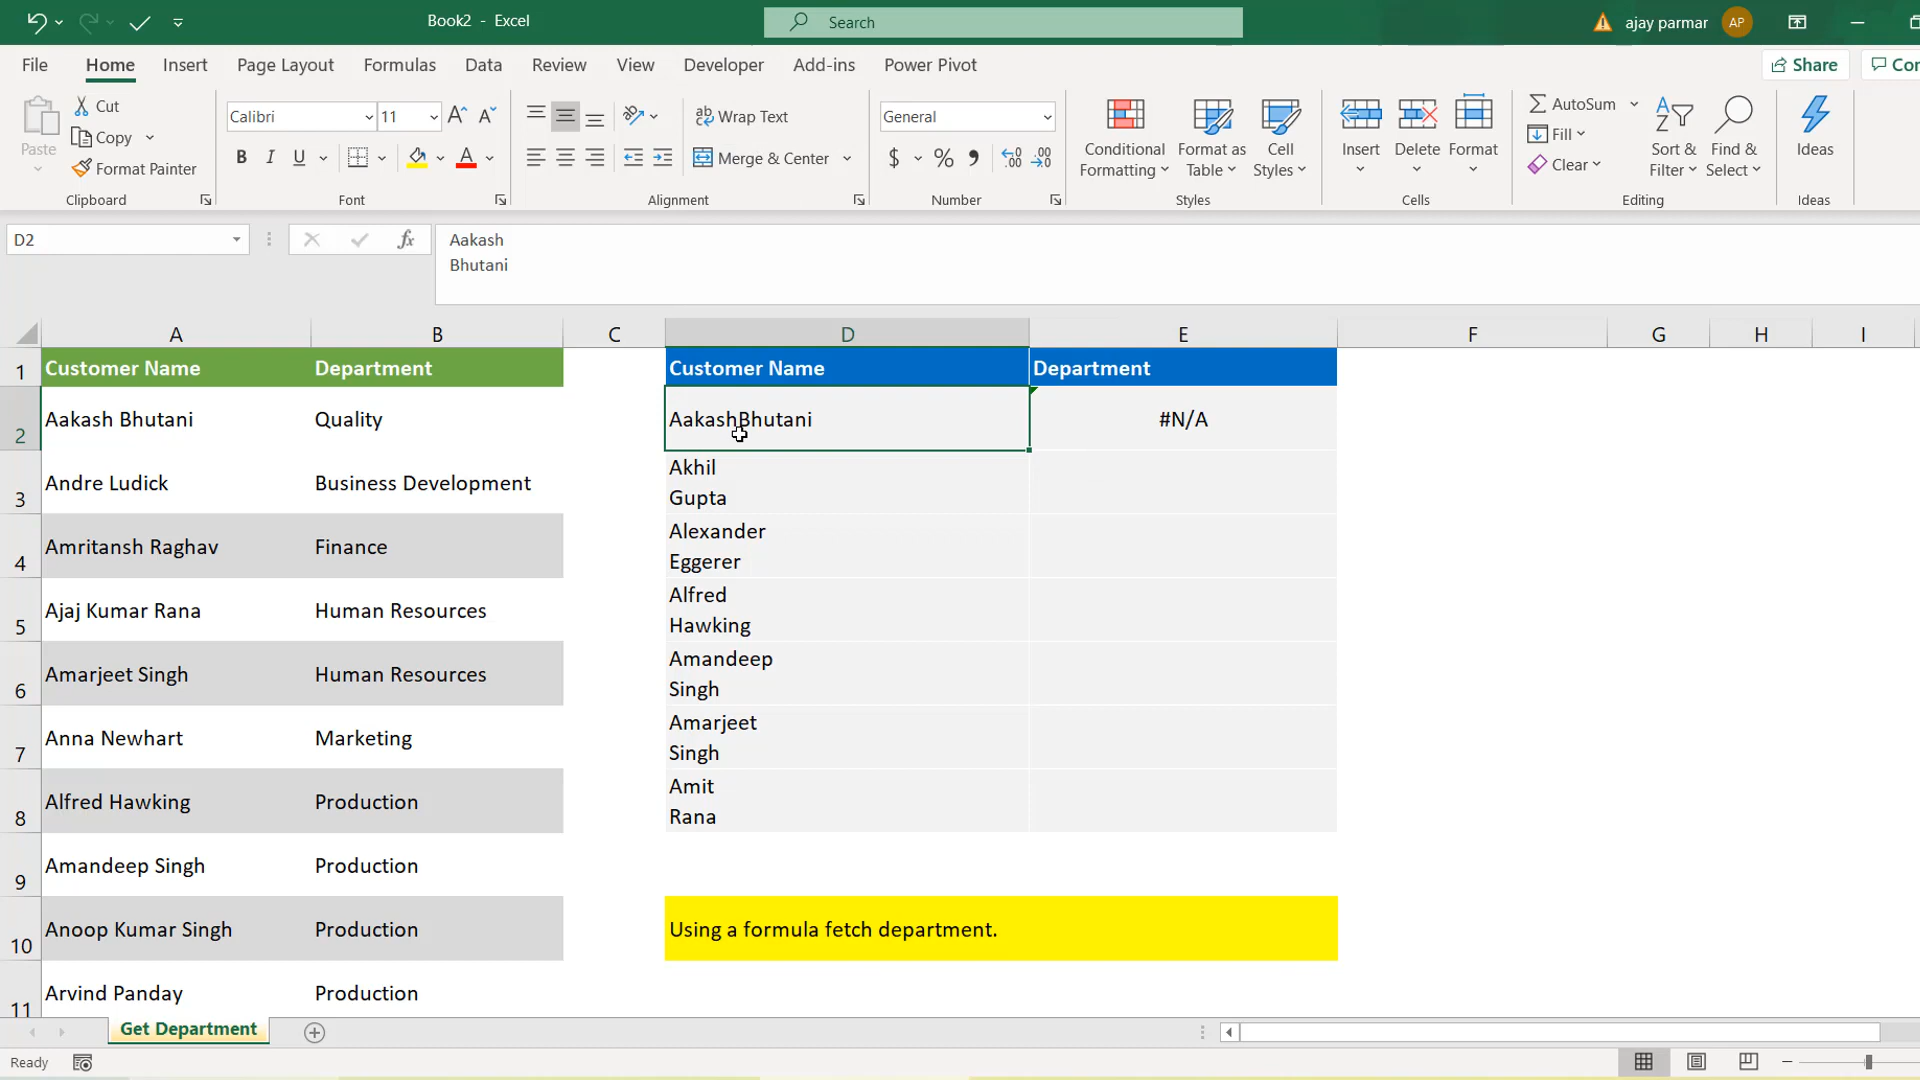 Book2 - Excel
Search
ajay parmar
AP
File
Home
Insert
Page Layout
Formulas
Data
Review
View
Developer
Add-ins
Power Pivot
Share
Con
Paste
Cut
Copy
Format Painter
Clipboard
Calibri
11
B
I
U
A
Font
ab
Wrap Text
Merge & Center
Alignment
General
$
%
Number
Conditional
Formatting
Format as
Table
Cell
Styles
Styles
Insert
Delete
Format
Cells
AutoSum
Fill
Clear
Sort &
Filter
Find &
Select
Editing
Ideas
Ideas
D2
fx
Aakash
Bhutani
A B C D E F G H I
1 Customer Name Department Customer Name Department
2 Aakash Bhutani Quality AakashBhutani #N/A
3 Andre Ludick Business Development
Akhil
Gupta
4 Amritansh Raghav Finance
Alexander
Eggerer
5 Ajaj Kumar Rana Human Resources
Alfred
Hawking
6 Amarjeet Singh Human Resources
Amandeep
Singh
7 Anna Newhart Marketing
Amarjeet
Singh
8 Alfred Hawking Production
Amit
Rana
9 Amandeep Singh Production
10 Anoop Kumar Singh Production Using a formula fetch department.
11 Arvind Panday Production
Get Department
Ready